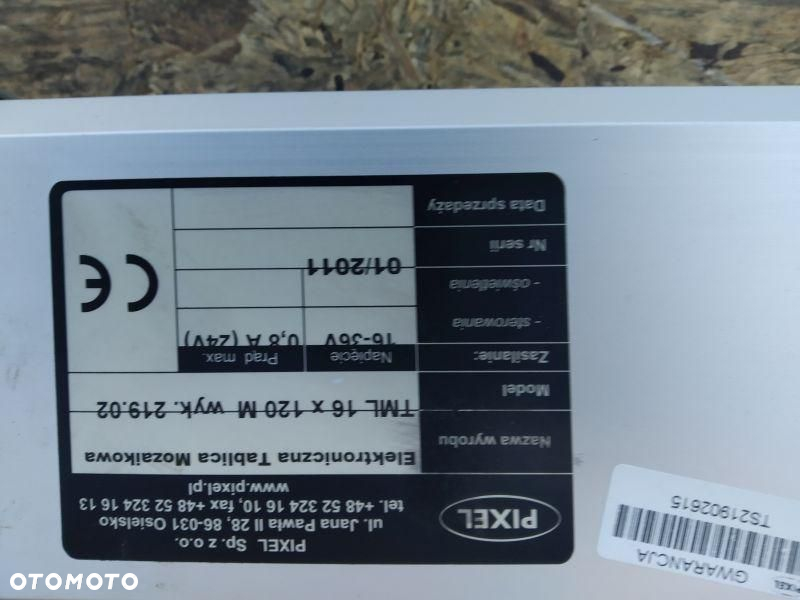 PIXEL
PIXEL Sp. z o.o.
ul. Jana Pawła II 28, 86-031 Osielsko
tel. +48 52 324 16 10, fax +48 52 324 16 13
www.pixel.pl
Nazwa wyrobu Elektroniczna Tablica Mozaikowa
Model TML 16 x 120 M wyk. 219.02
Zasilanie: Napięcie Prąd max.
- sterowania 16-36V 0,8 A (24V)
- oświetlenia
Nr serii 01/2011
Data sprzedaży
CE
PIXEL GWARANCJA
TS21902615
OTOMOTO